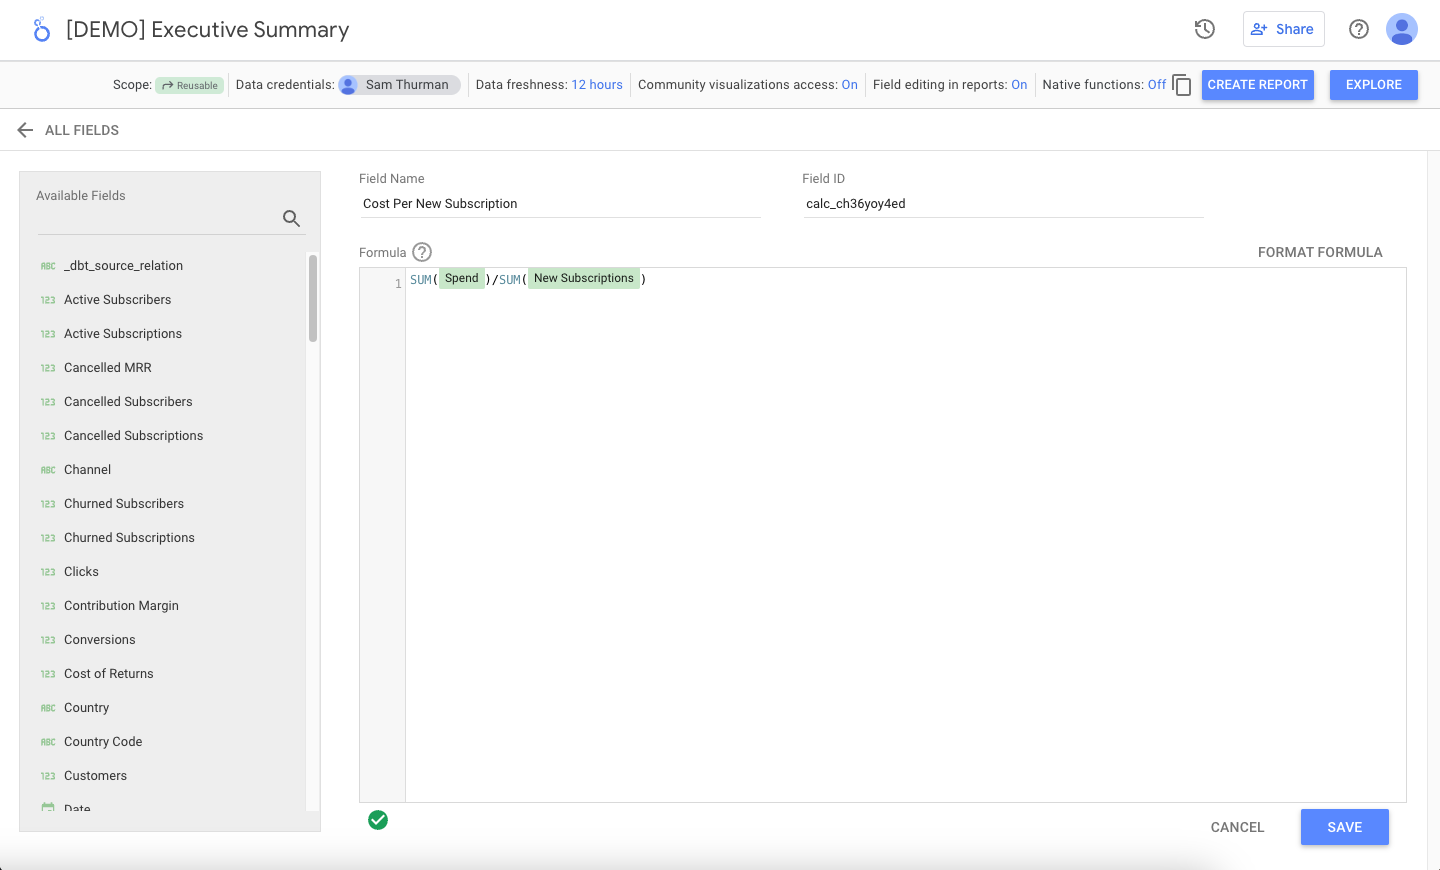 [DEMO] Executive Summary
Share
Scope: Reusable Data credentials: Sam Thurman Data freshness: 12 hours Community visualizations access: On Field editing in reports: On Native functions: Off CREATE REPORT EXPLORE
ALL FIELDS
Available Fields
ABC _dbt_source_relation
123 Active Subscribers
123 Active Subscriptions
123 Cancelled MRR
123 Cancelled Subscribers
123 Cancelled Subscriptions
ABC Channel
123 Churned Subscribers
123 Churned Subscriptions
123 Clicks
123 Contribution Margin
123 Conversions
123 Cost of Returns
ABC Country
ABC Country Code
123 Customers
Date
Field Name
Cost Per New Subscription
Field ID
calc_ch36yoy4ed
Formula
FORMAT FORMULA
1 SUM( Spend )/SUM( New Subscriptions )
CANCEL SAVE